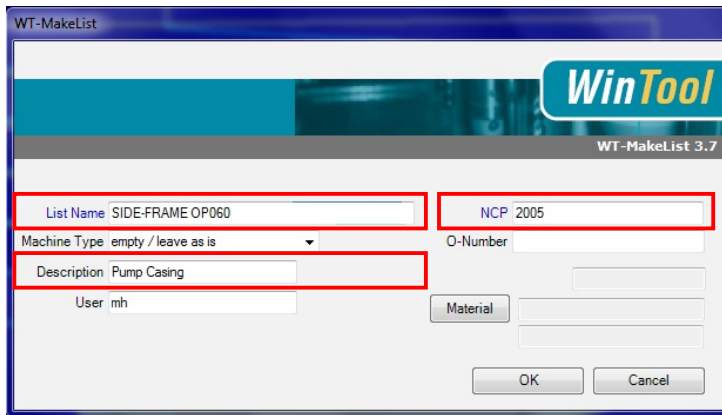 WT-MakeList
WinTool
WT-MakeList 3.7
List Name SIDE-FRAME OP060 NCP 2005
Machine Type empty / leave as is O-Number
Description Pump Casing
User mh Material
OK Cancel